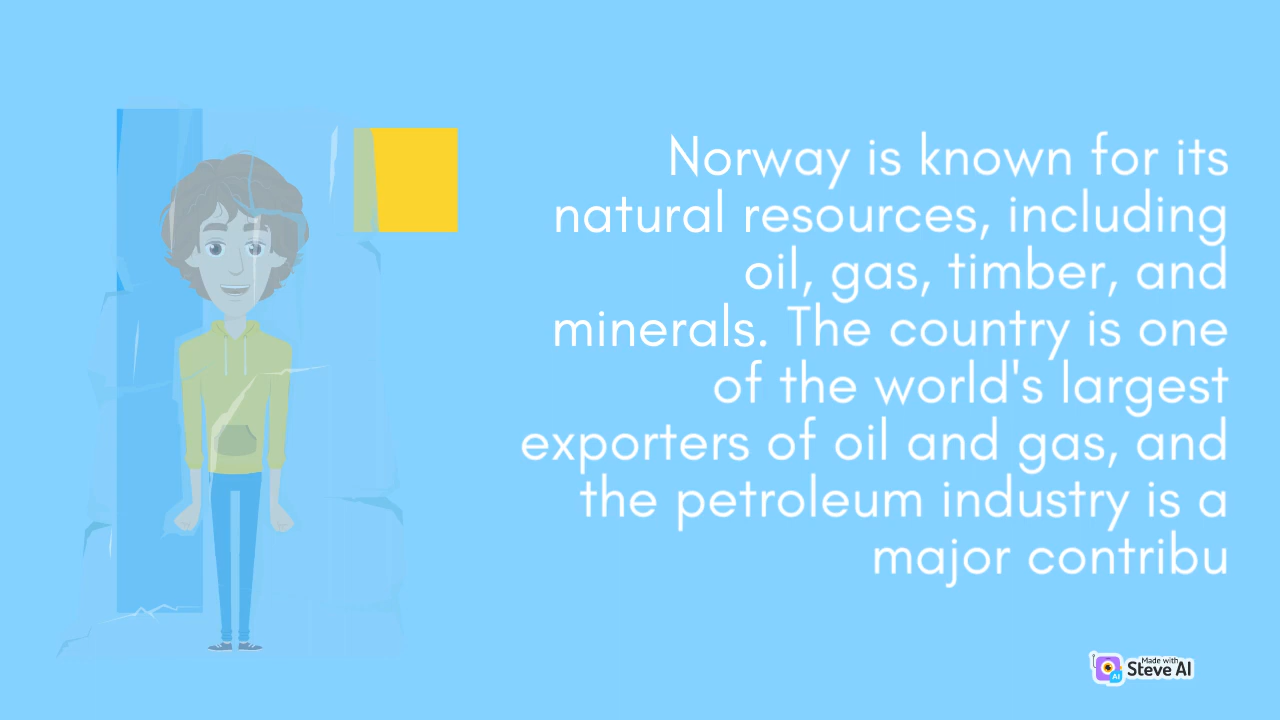 Norway is known for its
natural resources, including
oil, gas, timber, and
minerals. The country is one
of the world's largest
exporters of oil and gas, and
the petroleum industry is a
major contribu
Made with
Steve AI
AI